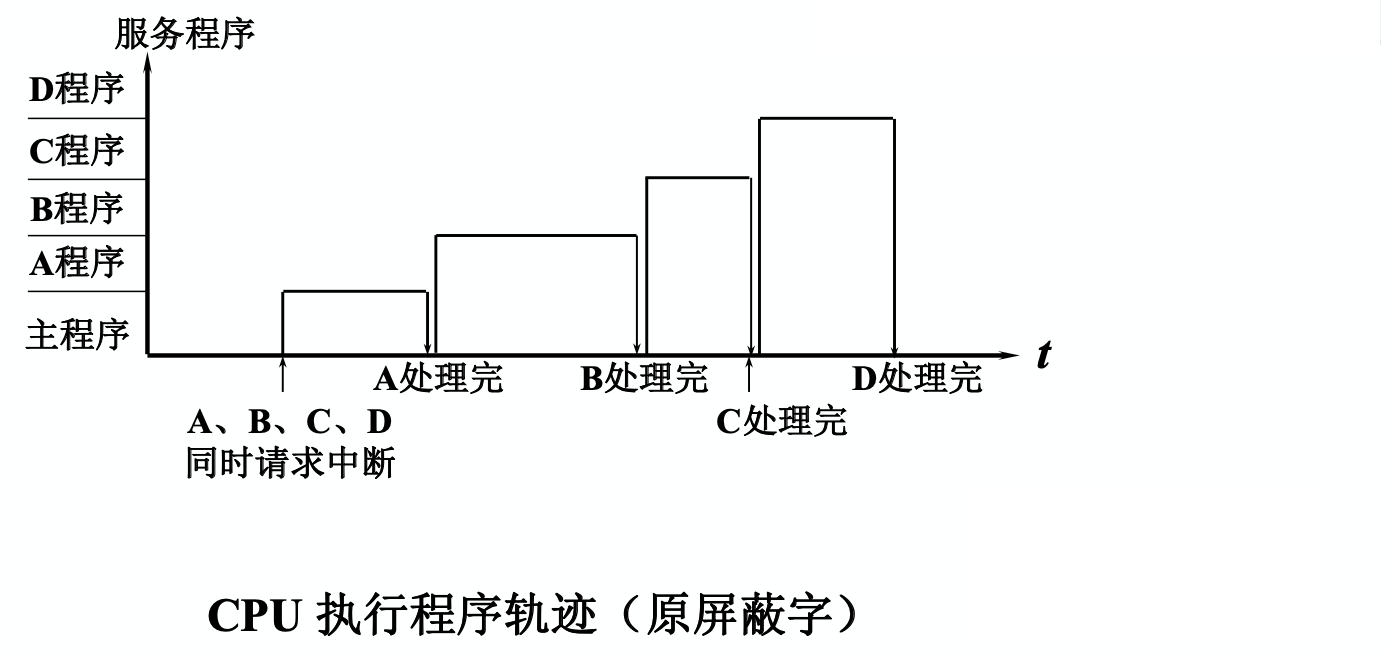 服务程序
D程序
C程序
B程序
A程序
主程序
t
A处理完
B处理完
D处理完
A、B、C、D
同时请求中断
C处理完
CPU 执行程序轨迹（原屏蔽字）